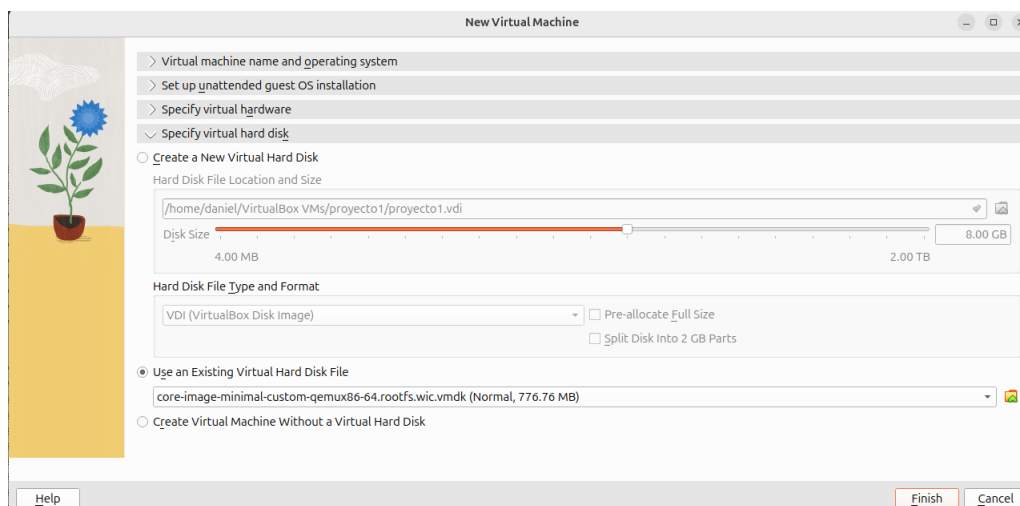 New Virtual Machine
Virtual machine name and operating system
Set up unattended guest OS installation
Specify virtual hardware
Specify virtual hard disk
Create a New Virtual Hard Disk
Hard Disk File Location and Size
/home/daniel/VirtualBox VMs/proyecto1/proyecto1.vdi
Disk Size 8.00 GB
4.00 MB 2.00 TB
Hard Disk File Type and Format
VDI (VirtualBox Disk Image) Pre-allocate Full Size
Split Disk Into 2 GB Parts
Use an Existing Virtual Hard Disk File
core-image-minimal-custom-qemux86-64.rootfs.wic.vmdk (Normal, 776.76 MB)
Create Virtual Machine Without a Virtual Hard Disk
Help Finish Cancel